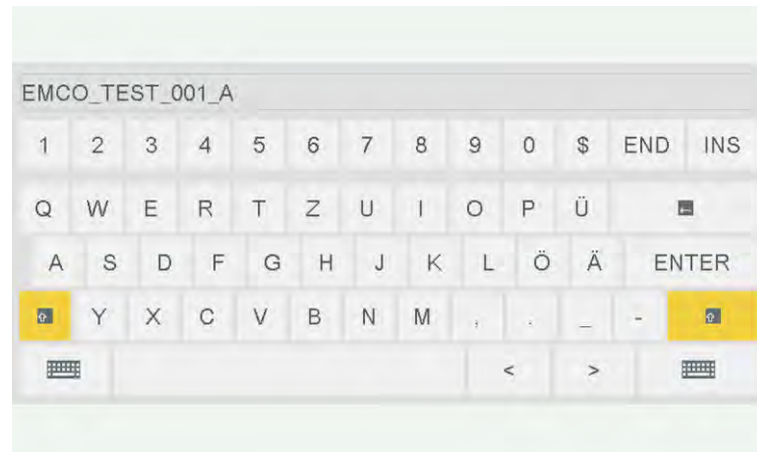 EMCO_TEST_001_A
1 2 3 4 5 6 7 8 9 0 $ END INS
Q W E R T Z U I O P Ü
A S D F G H J K L Ö Ä ENTER
Y X C V B N M , . _ -
< >